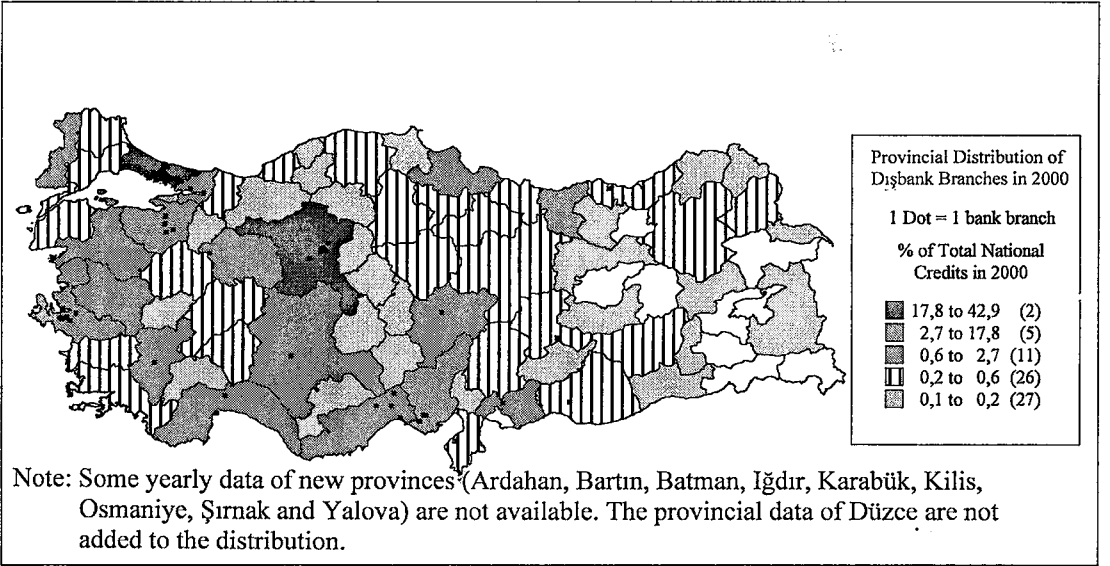 Provincial Distribution of
Dışbank Branches in 2000
1 Dot = 1 bank branch
% of Total National
Credits in 2000
17,8 to 42,9 (2)
2,7 to 17,8 (5)
0,6 to 2,7 (11)
0,2 to 0,6 (26)
0,1 to 0,2 (27)
Note: Some yearly data of new provinces (Ardahan, Bartın, Batman, Iğdır, Karabük, Kilis,
Osmaniye, Şırnak and Yalova) are not available. The provincial data of Düzce are not
added to the distribution.